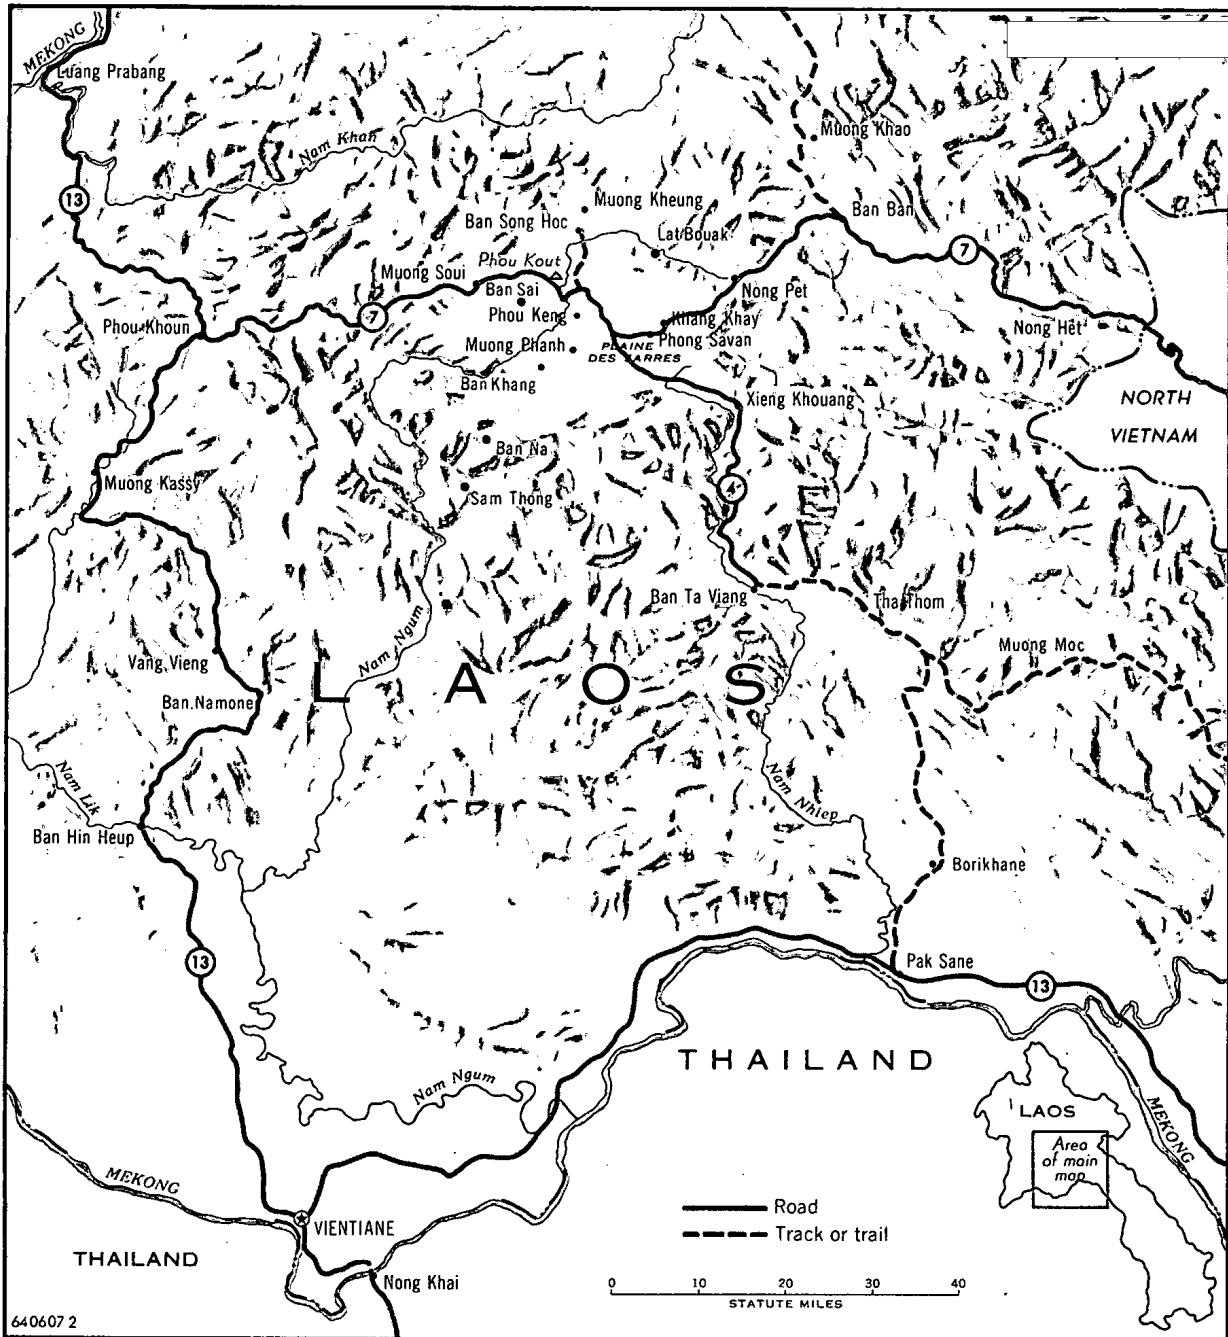 MEKONG
Luang Prabang
Nam Khan
Muong Khao
13
Muong Kheung
Ban Song Hoc
Ban Ban
Lat Bouak
7
Phou Kout
Muong Soui
Ban Sai
Nong Pet
7
Phou Keng
Phou Khoun
Khang Khay
Nong Het
Muong Phanh
PLAINE
DES JARRES
Phong Savan
Ban Khang
Xieng Khouang
NORTH
VIETNAM
Ban Na
Muong Kassy
Sam Thong
4
Ban Ta Viang
Tha Thom
Nam Ngum
Muong Moc
Vang Vieng
LAOS
Ban Namone
Nam Lik
Nam Nhiep
Ban Hin Heup
Borikhane
13
Pak Sane
13
THAILAND
Nam Ngum
LAOS
MEKONG
Area
of main
map
MEKONG
Road
VIENTIANE
Track or trail
THAILAND
Nong Khai
0 10 20 30 40
STATUTE MILES
640607 2